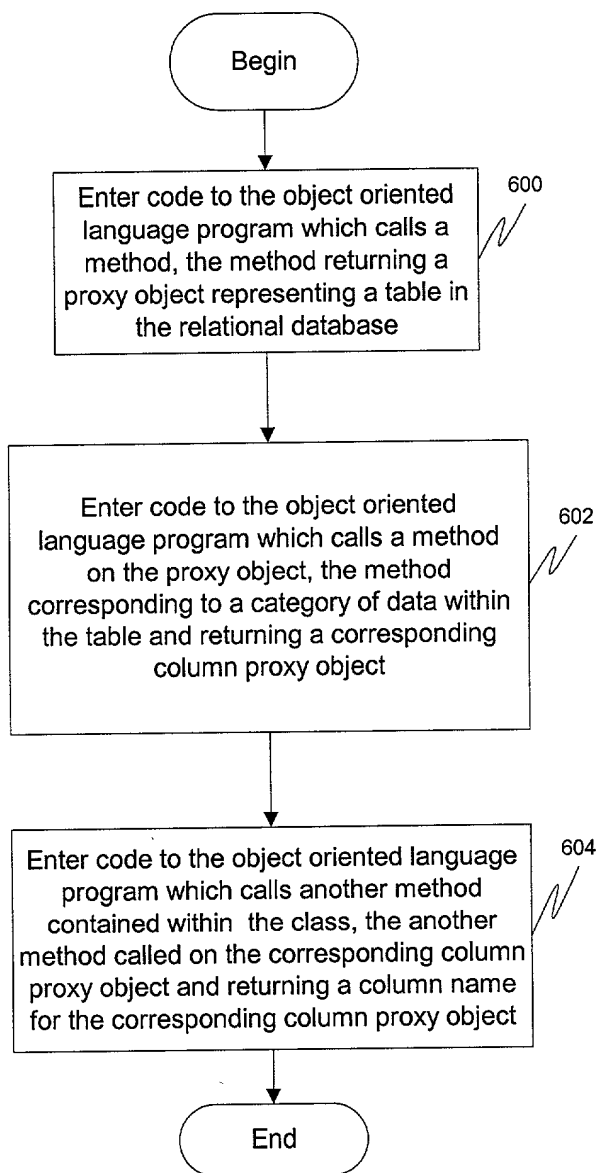 Begin
Enter code to the object oriented
language program which calls a
method, the method returning a
proxy object representing a table in
the relational database
600
Enter code to the object oriented
language program which calls a method
on the proxy object, the method
corresponding to a category of data within
the table and returning a corresponding
column proxy object
602
Enter code to the object oriented language
program which calls another method
contained within the class, the another
method called on the corresponding column
proxy object and returning a column name
for the corresponding column proxy object
604
End